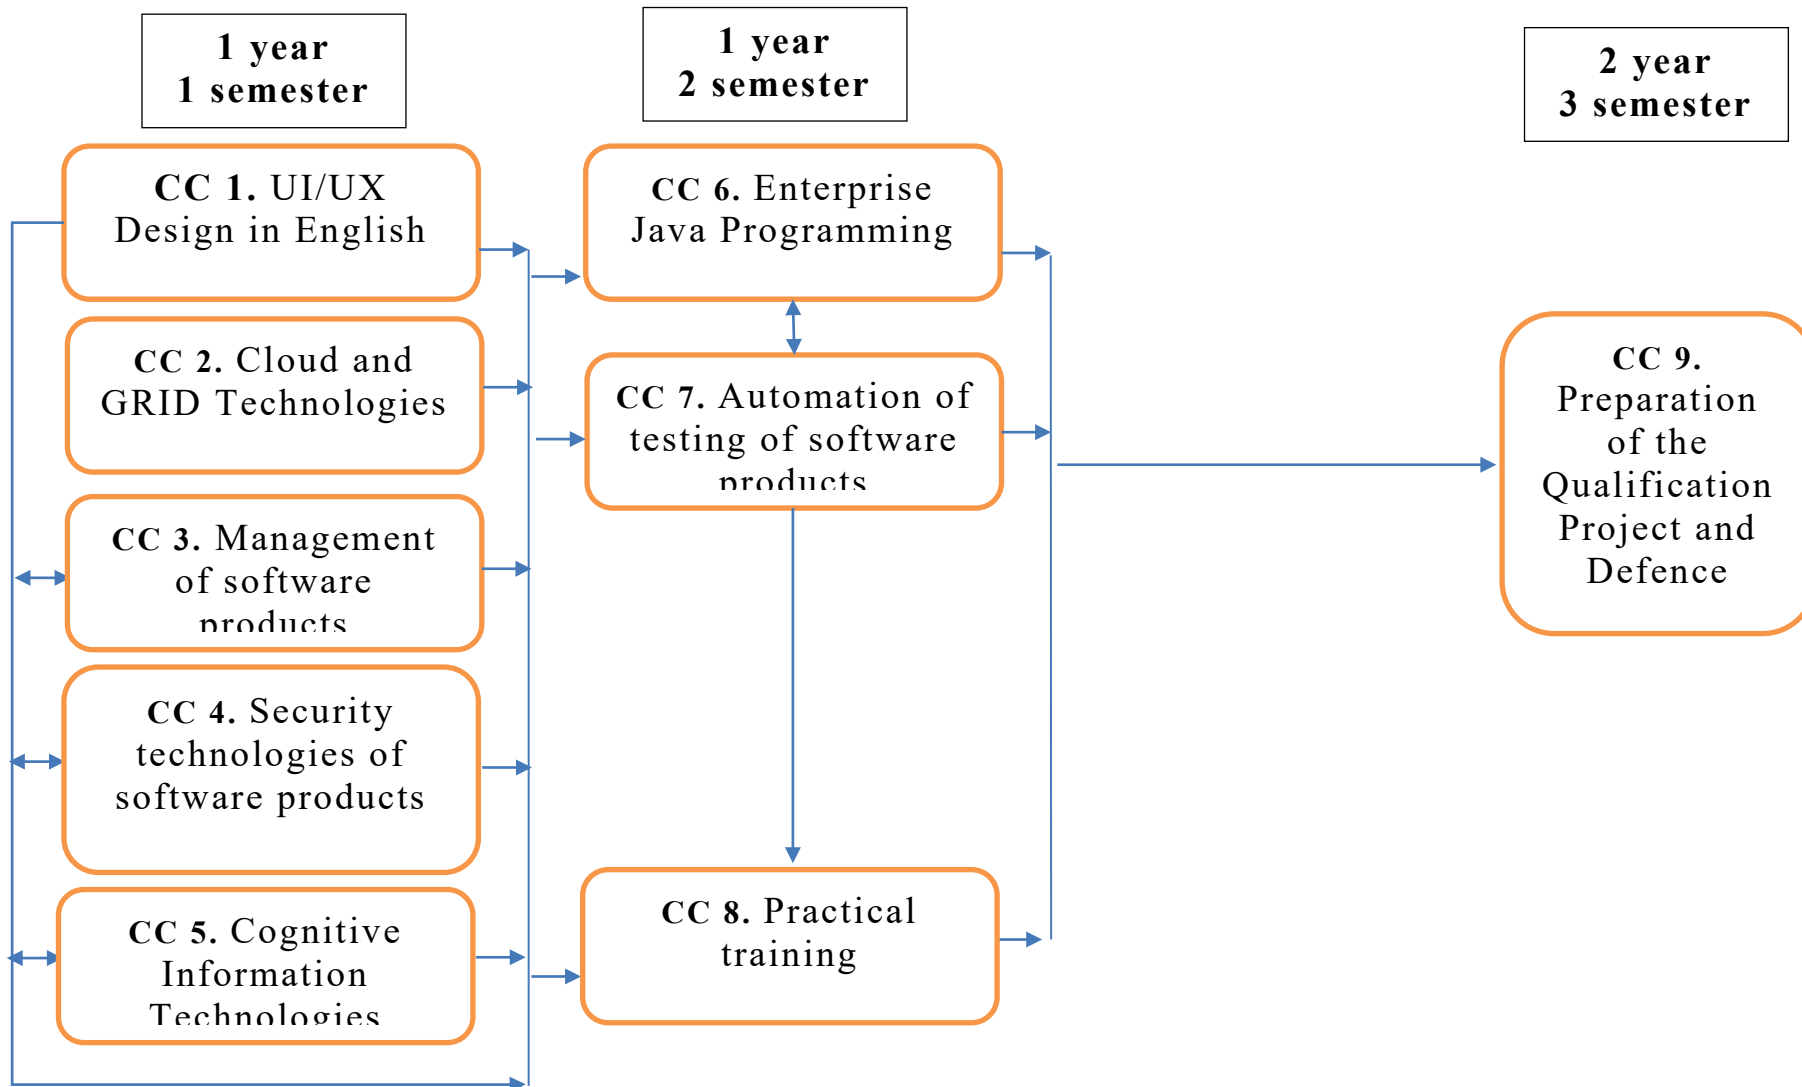 1 year
1 semester
1 year
2 semester
2 year
3 semester
CC 1. UI/UX
Design in English
CC 2. Cloud and
GRID Technologies
CC 3. Management
of software
products
CC 4. Security
technologies of
software products
CC 5. Cognitive
Information
Technologies
CC 6. Enterprise
Java Programming
CC 7. Automation of
testing of software
products
CC 8. Practical
training
CC 9.
Preparation
of the
Qualification
Project and
Defence